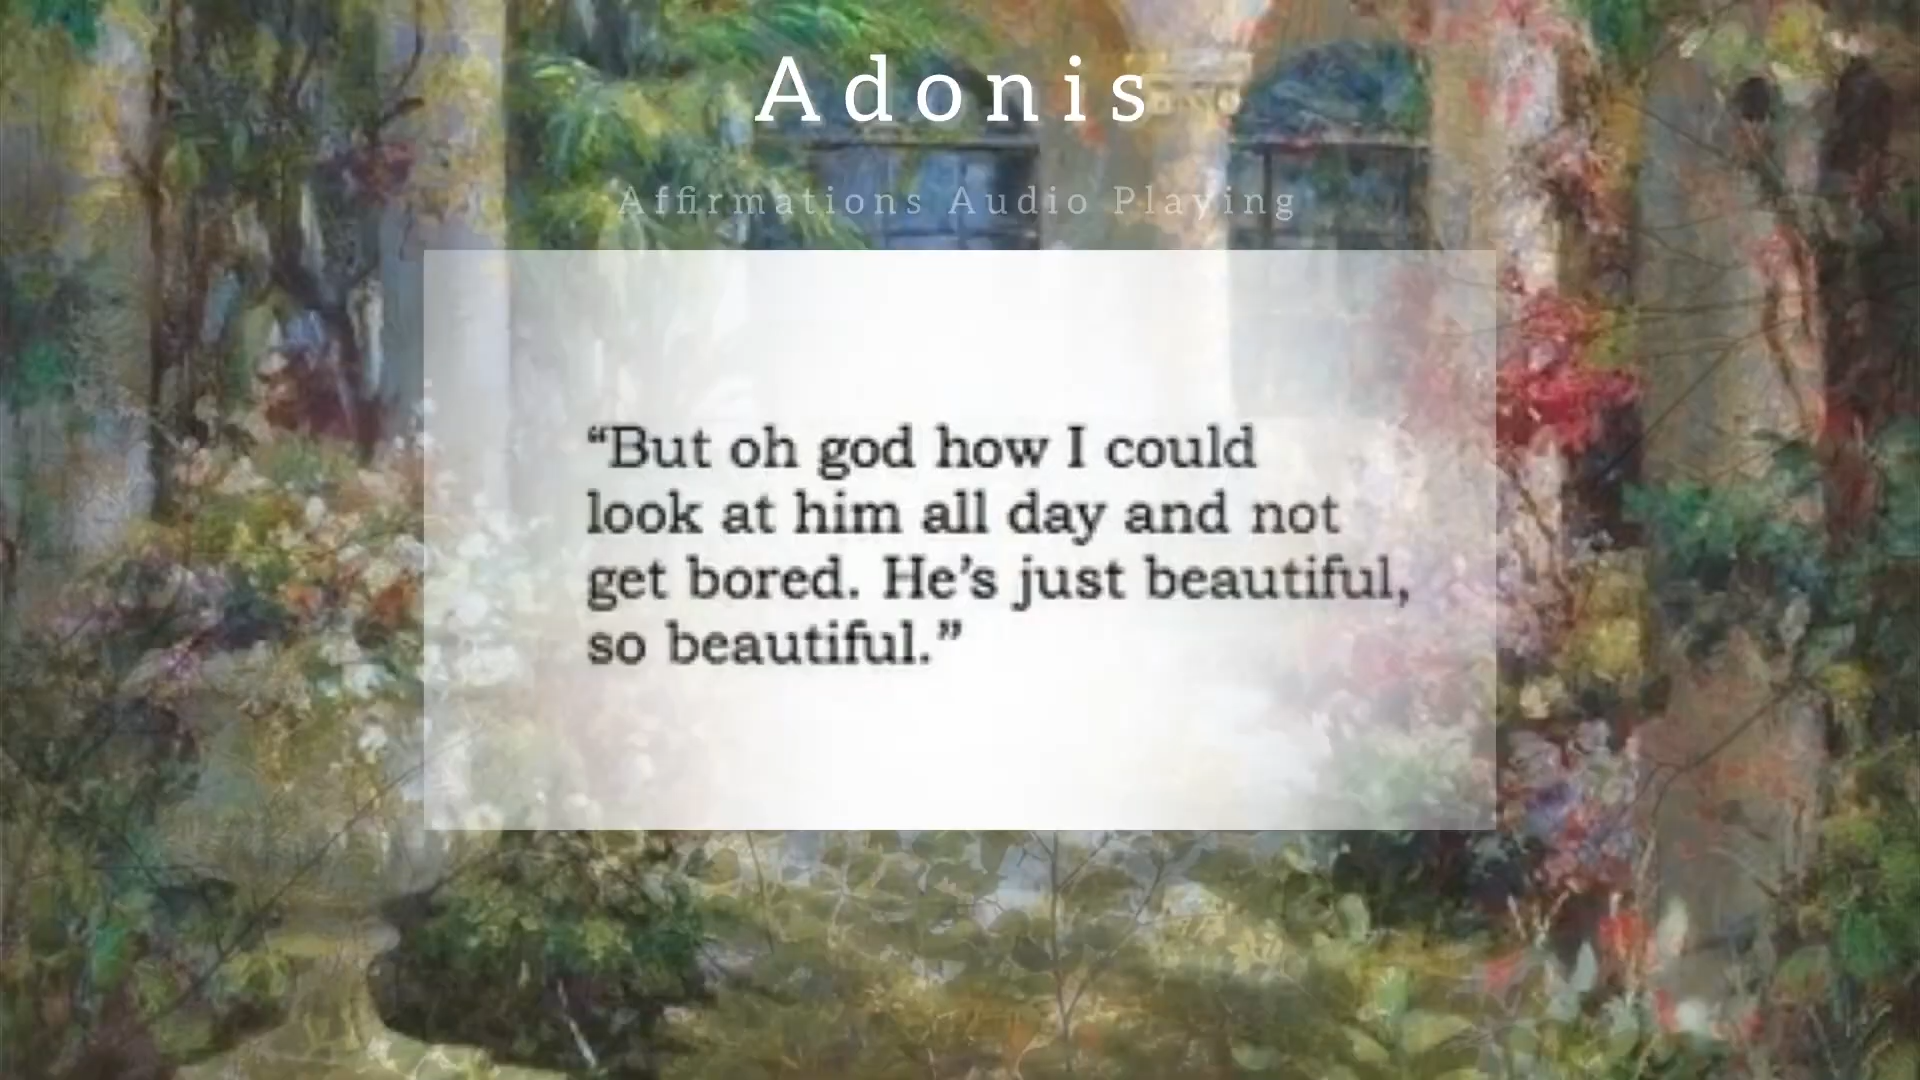 Adonis
Affirmations Audio Playing
“But oh god how I could
look at him all day and not
get bored. He’s just beautiful,
so beautiful.”